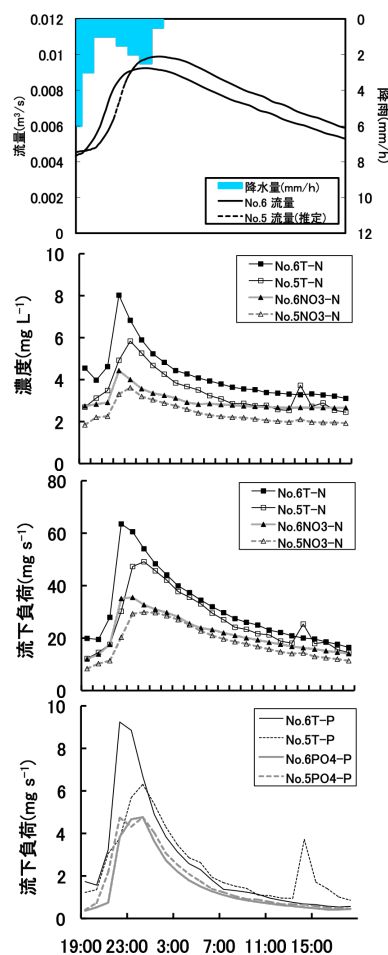 0.012
0.010
0.008
0.006
0.004
0.002
0
流量(m³/s)
0
2
4
6
8
10
12
降雨(mm/h)
降水量(mm/h)
No.6 流量
No.5 流量(推定)
10
8
6
4
2
0
濃度(mg L⁻¹)
No.6T-N
No.5T-N
No.6NO3-N
No.5NO3-N
80
60
40
20
0
流下負荷(mg s⁻¹)
No.6T-N
No.5T-N
No.6NO3-N
No.5NO3-N
10
8
6
4
2
0
流下負荷(mg s⁻¹)
No.6T-P
No.5T-P
No.6PO4-P
No.5PO4-P
19:00 23:00 3:00 7:00 11:00 15:00